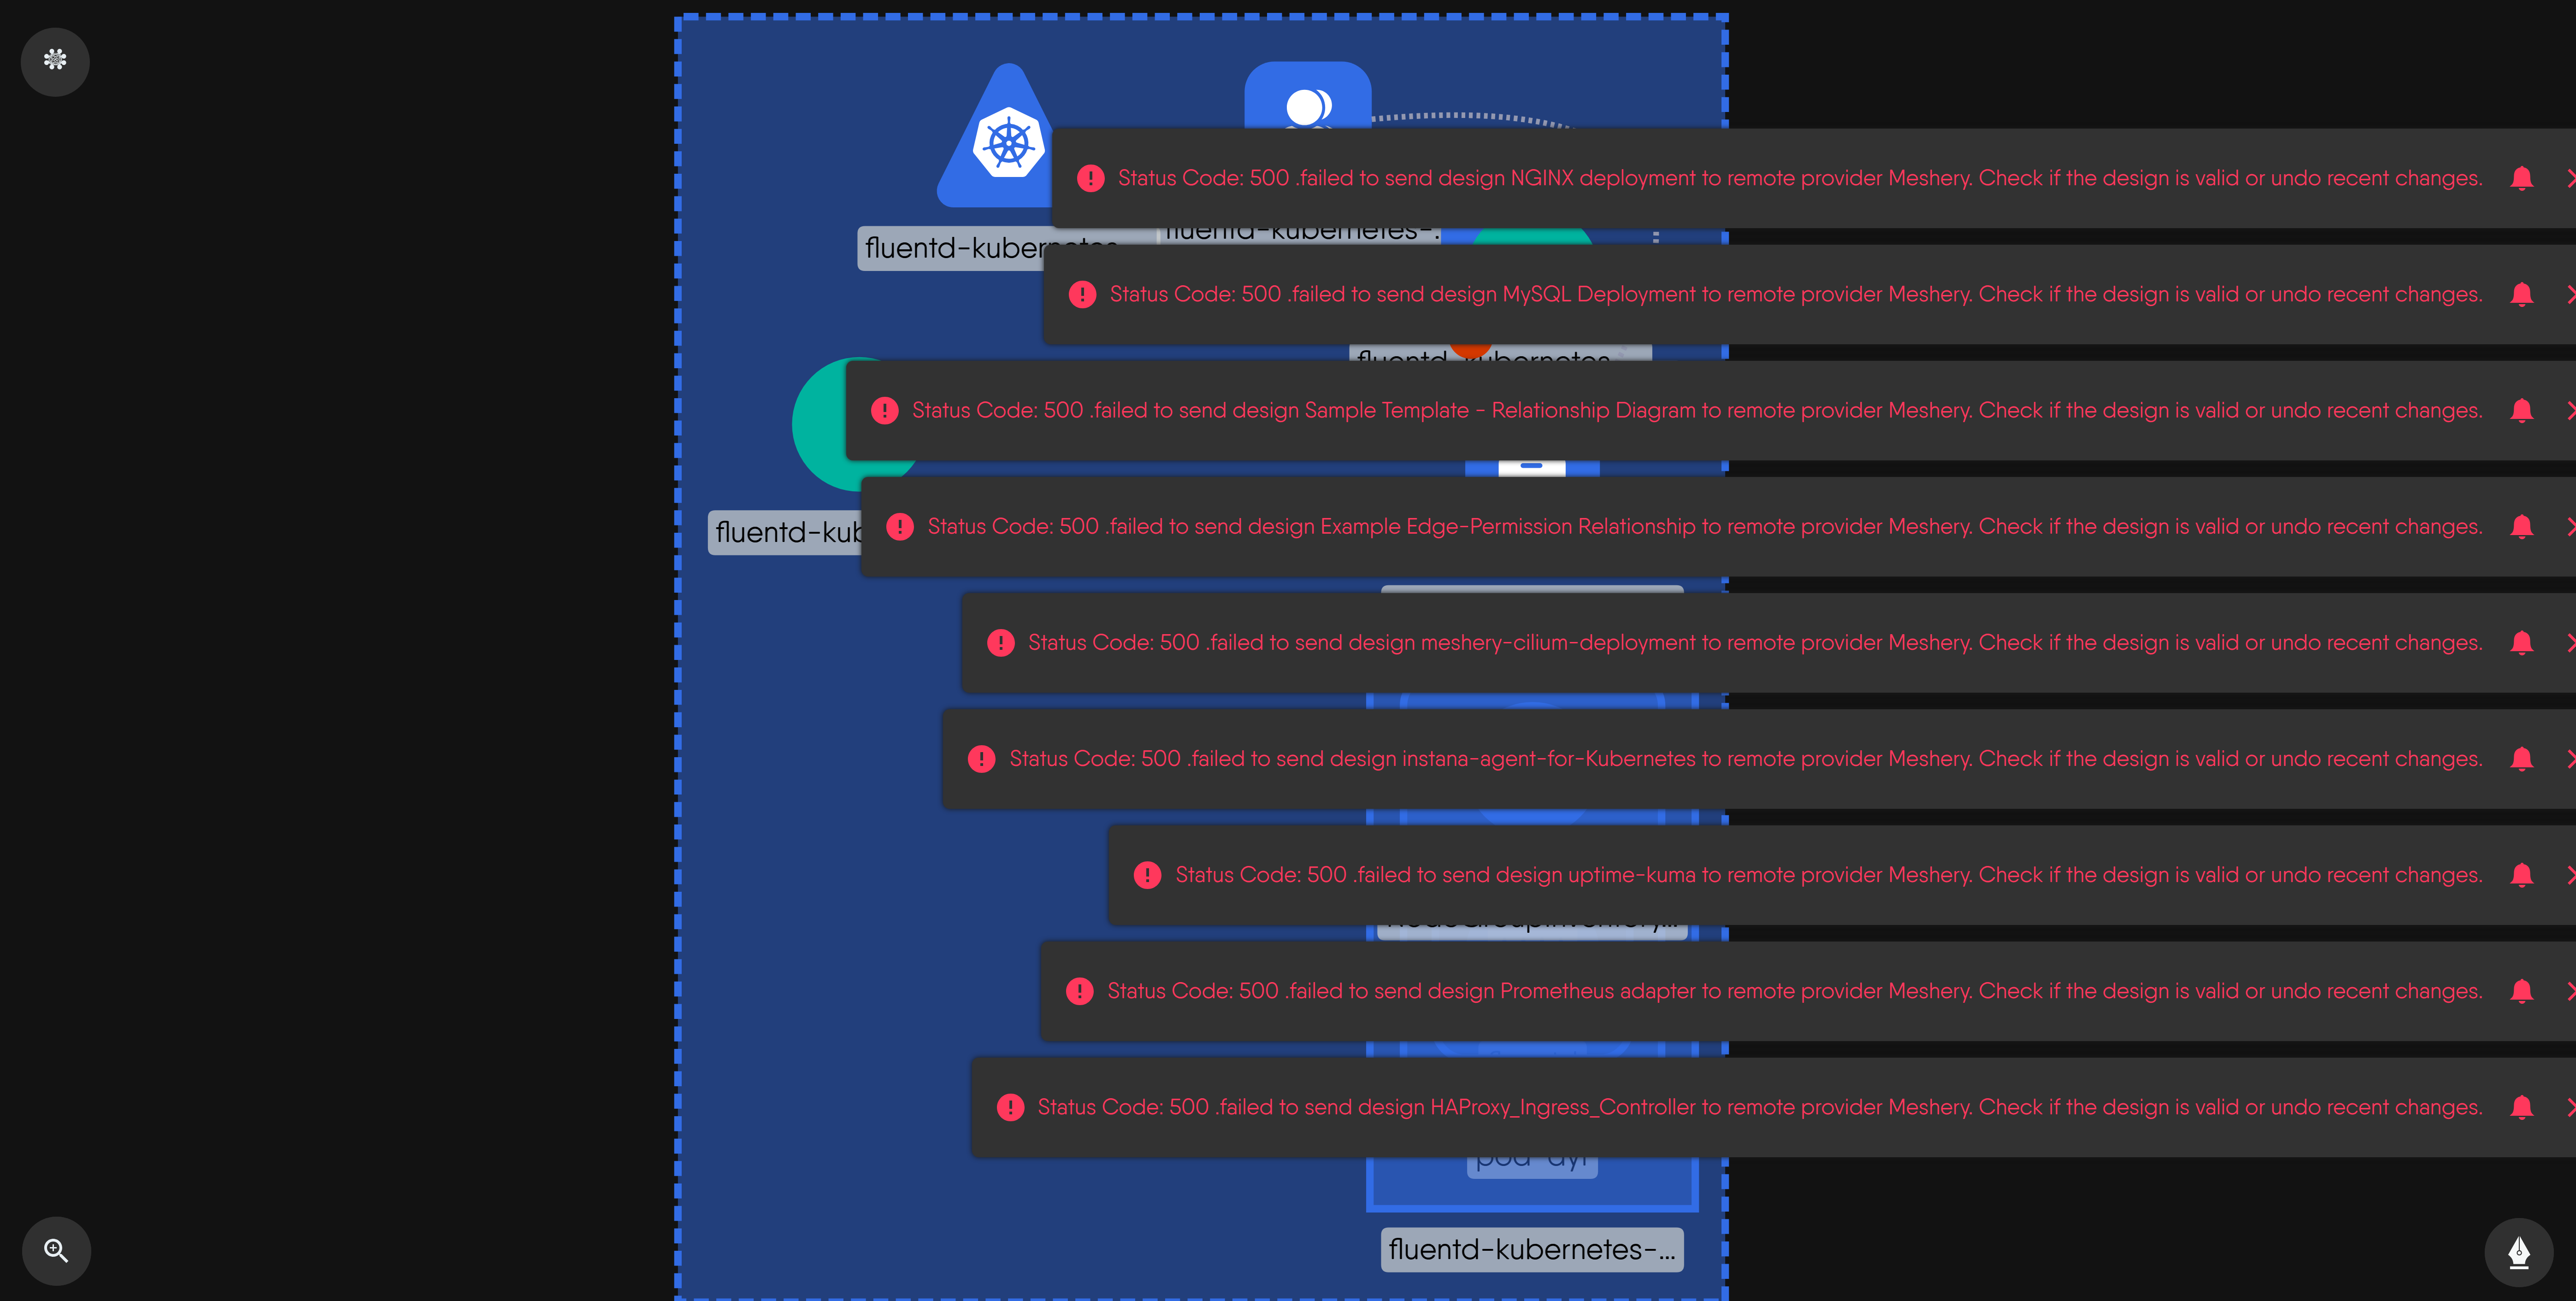 Status Code: 500 .failed to send design NGINX deployment to remote provider Meshery. Check if the design is valid or undo recent changes.
fluentd-kubernetes-.
fluentd-kubernetes
Status Code: 500 .failed to send design MySQL Deployment to remote provider Meshery. Check if the design is valid or undo recent changes.
fluentd-kubernetes
Status Code: 500 .failed to send design Sample Template - Relationship Diagram to remote provider Meshery. Check if the design is valid or undo recent changes.
Status Code: 500 .failed to send design Example Edge-Permission Relationship to remote provider Meshery. Check if the design is valid or undo recent changes.
fluentd-kub
Status Code: 500 .failed to send design meshery-cilium-deployment to remote provider Meshery. Check if the design is valid or undo recent changes.
Status Code: 500 .failed to send design instana-agent-for-Kubernetes to remote provider Meshery. Check if the design is valid or undo recent changes.
Status Code: 500 .failed to send design uptime-kuma to remote provider Meshery. Check if the design is valid or undo recent changes.
NodeGroupInventory...
Status Code: 500 .failed to send design Prometheus adapter to remote provider Meshery. Check if the design is valid or undo recent changes.
Status Code: 500 .failed to send design HAProxy_Ingress_Controller to remote provider Meshery. Check if the design is valid or undo recent changes.
fluentd-kubernetes-...